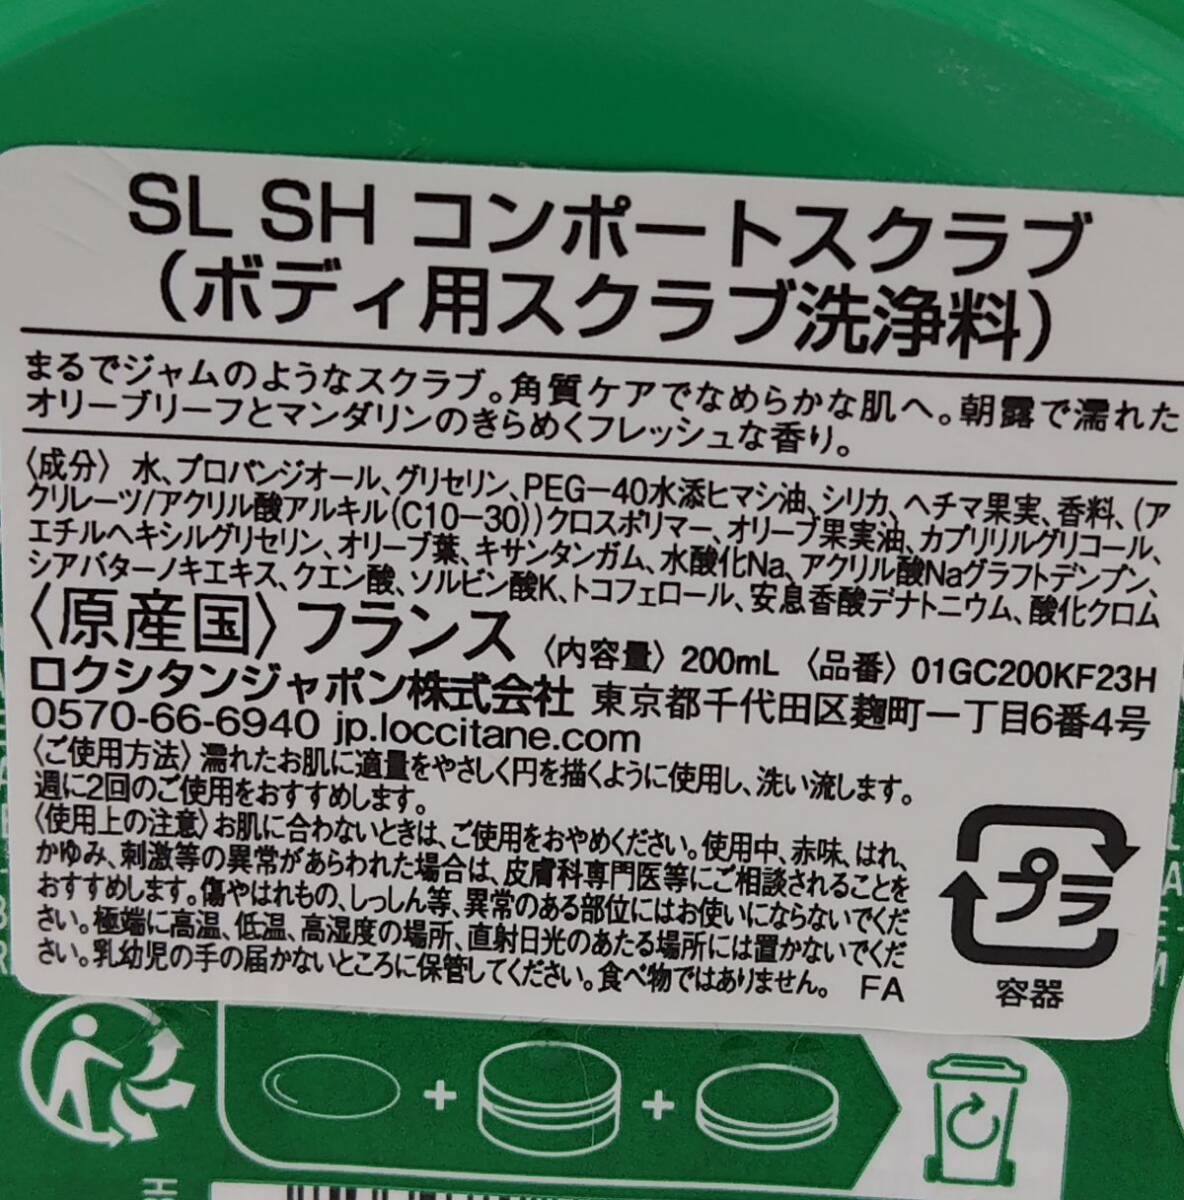 SL SH コンポートスクラブ
（ボディ用スクラブ洗浄料）
まるでジャムのようなスクラブ。角質ケアでなめらかな肌へ。朝露で濡れた
オリーブリーフとマンダリンのきらめくフレッシュな香り。
〈成分〉水、プロパンジオール、グリセリン、PEG－40水添ヒマシ油、シリカ、ヘチマ果実、香料、(ア
クリレーツ/アクリル酸アルキル(C10－30))クロスポリマー、オリーブ果実油、カプリリルグリコール、
エチルヘキシルグリセリン、オリーブ葉、キサンタンガム、水酸化Na、アクリル酸Naグラフトデンプン、
シアバターノキエキス、クエン酸、ソルビン酸K、トコフェロール、安息香酸デナトニウム、酸化クロム
〈原産国〉フランス 〈内容量〉200mL 〈品番〉01GC200KF23H
ロクシタンジャポン株式会社 東京都千代田区麹町一丁目6番4号
0570-66-6940 jp.loccitane.com
〈ご使用方法〉濡れたお肌に適量をやさしく円を描くように使用し、洗い流します。
週に2回のご使用をおすすめします。
〈使用上の注意〉お肌に合わないときは、ご使用をおやめください。使用中、赤味、はれ、
かゆみ、刺激等の異常があらわれた場合は、皮膚科専門医等にご相談されることを
おすすめします。傷やはれもの、しっしん等、異常のある部位にはお使いにならないでくだ
さい。極端に高温、低温、高湿度の場所、直射日光のあたる場所には置かないでくだ
さい。乳幼児の手の届かないところに保管してください。食べ物ではありません。 FA
プラ
容器